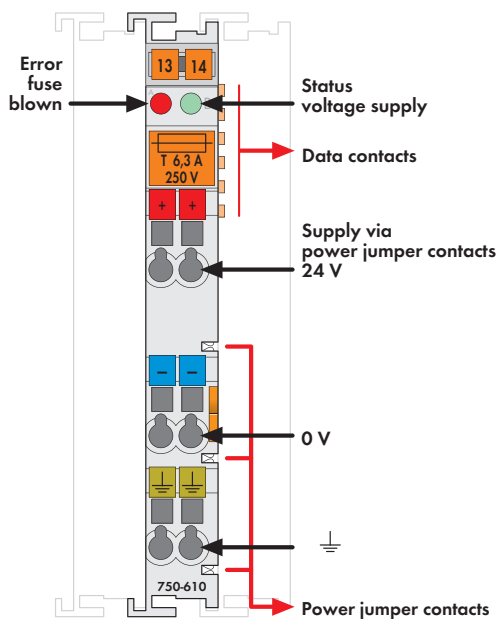 13 14
Error
fuse
blown
Status
voltage supply
Data contacts
T 6,3 A
250 V
+ +
Supply via
power jumper contacts
24 V
− −
0 V
750-610
Power jumper contacts